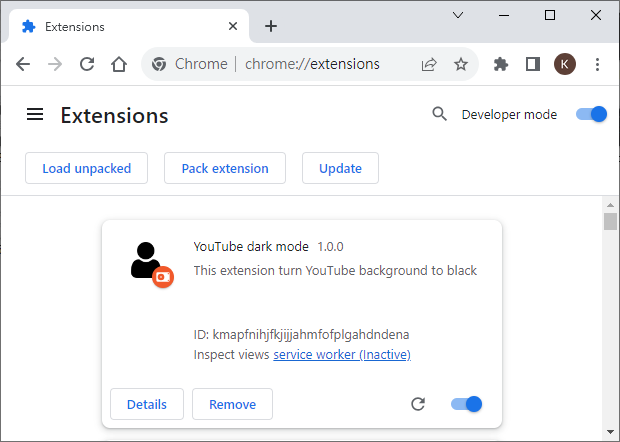 Extensions
Chrome | chrome://extensions
K
Extensions
Developer mode
Load unpacked
Pack extension
Update
YouTube dark mode 1.0.0
This extension turn YouTube background to black
ID: kmapfnihjfkjijjahmfofplgahdndena
Inspect views service worker (Inactive)
Details
Remove